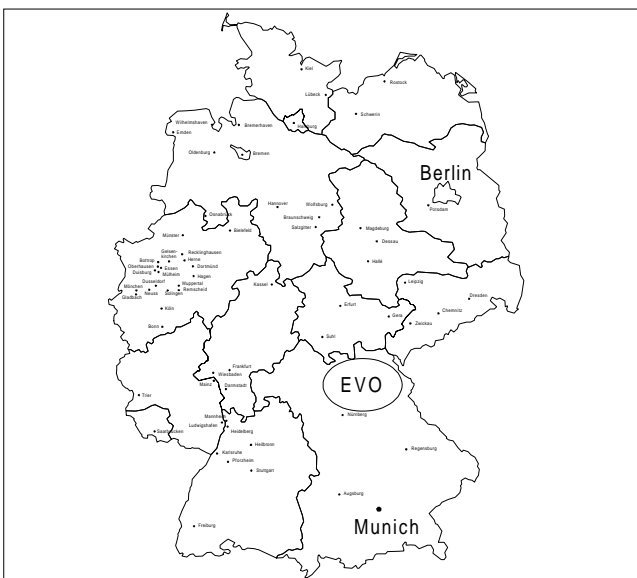 Kiel
Rostock
Lübeck
Schwerin
Wilhelmshaven
Bremerhaven
Hamburg
Emden
Oldenburg
Bremen
Berlin
Potsdam
Hannover
Wolfsburg
Osnabrück
Braunschweig
Salzgitter
Magdeburg
Bielefeld
Münster
Dessau
Gelsen-
kirchen
Recklinghausen
Bottrop
Herne
Halle
Oberhausen
Essen
Dortmund
Duisburg
Mülheim
Hagen
Dusseldorf
Wuppertal
Kassel
Leipzig
München
Neuss
Solingen
Remscheid
Gladbach
Dresden
Köln
Erfurt
Gera
Chemnitz
Zwickau
Bonn
Suhl
Frankfurt
Wiesbaden
EVO
Mainz
Darmstadt
Trier
Nürnberg
Mannheim
Ludwigshafen
Saarbrücken
Heidelberg
Heilbronn
Karlsruhe
Regensburg
Pforzheim
Stuttgart
Augsburg
Freiburg
Munich